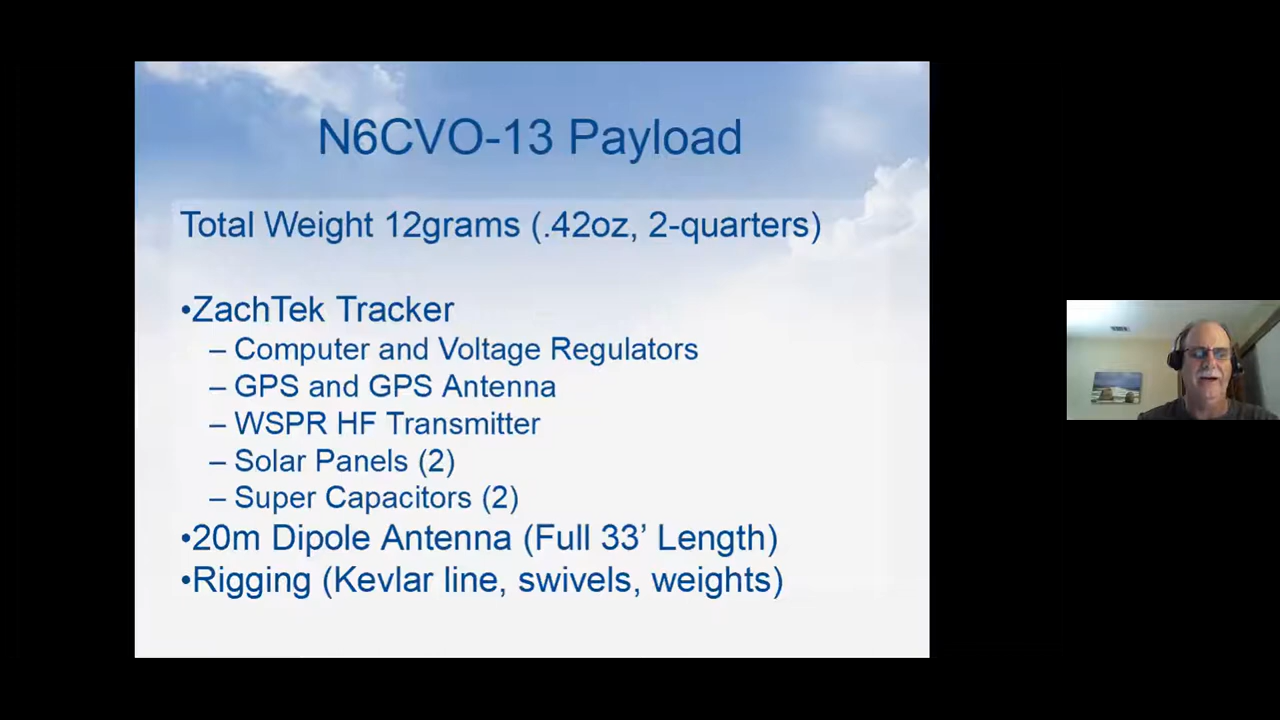 N6CVO-13 Payload
Total Weight 12grams (.42oz, 2-quarters)
•ZachTek Tracker
– Computer and Voltage Regulators
– GPS and GPS Antenna
– WSPR HF Transmitter
– Solar Panels (2)
– Super Capacitors (2)
•20m Dipole Antenna (Full 33’ Length)
•Rigging (Kevlar line, swivels, weights)